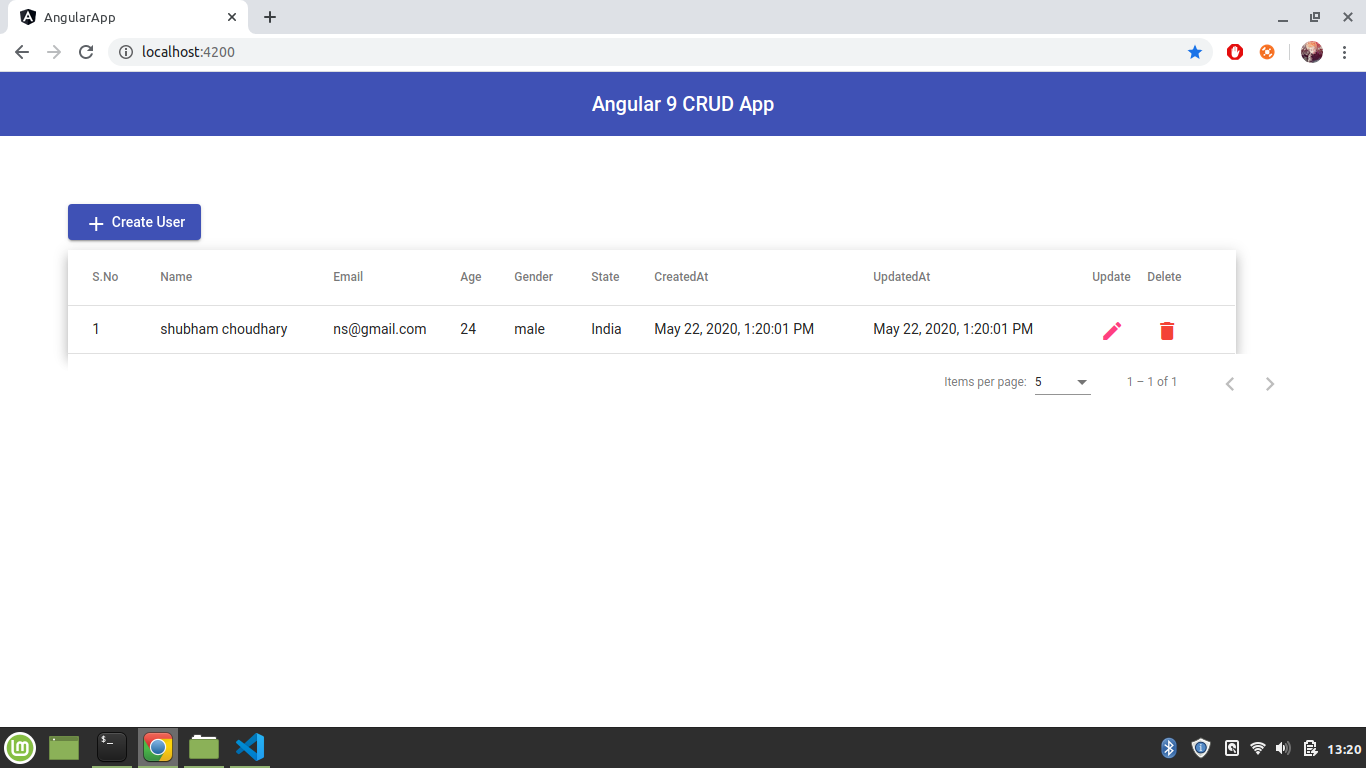 AngularApp
localhost:4200
Angular 9 CRUD App
Create User
S.No Name Email Age Gender State CreatedAt UpdatedAt Update Delete
1 shubham choudhary ns@gmail.com 24 male India May 22, 2020, 1:20:01 PM May 22, 2020, 1:20:01 PM
Items per page: 5 1 – 1 of 1
$_
13:20